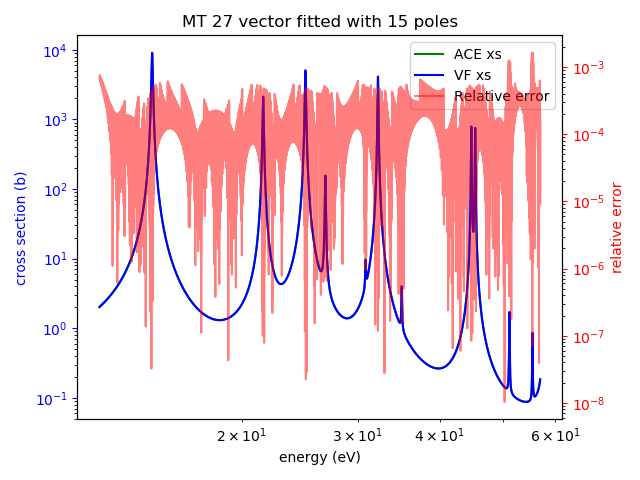 MT 27 vector fitted with 15 poles
ACE xs
VF xs
Relative error
cross section (b)
10⁴
10³
10²
10¹
10⁰
10⁻¹
10⁻³
10⁻⁴
10⁻⁵
10⁻⁶
10⁻⁷
10⁻⁸
relative error
2 × 10¹ 3 × 10¹ 4 × 10¹ 6 × 10¹
energy (eV)